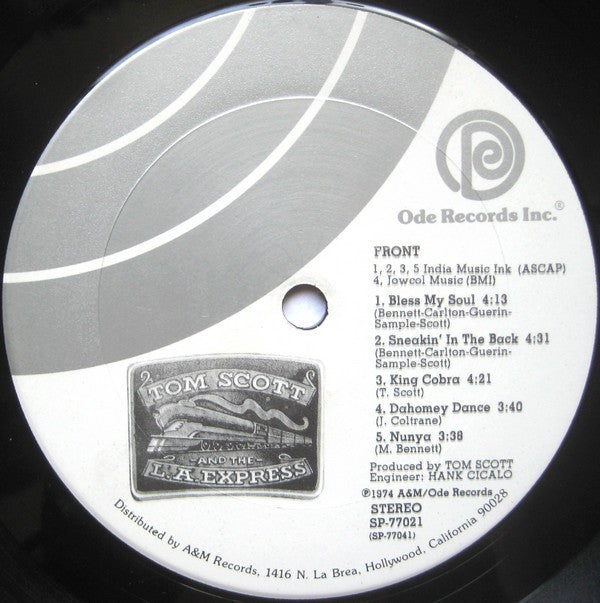 Ode Records Inc.®
FRONT
1, 2, 3, 5 India Music Ink (ASCAP)
4, Jowcol Music (BMI)
1. Bless My Soul 4:13
(Bennett-Carlton-Guerin-
Sample-Scott)
2. Sneakin' In The Back 4:31
(Bennett-Carlton-Guerin-
Sample-Scott)
3. King Cobra 4:21
(T. Scott)
4. Dahomey Dance 3:40
(J. Coltrane)
5. Nunya 3:38
(M. Bennett)
Produced by TOM SCOTT
Engineer: HANK CICALO
℗1974 A&M/Ode Records
STEREO
SP-77021
(SP-77041)
TOM SCOTT
AND THE
L.A. EXPRESS
Distributed by A&M Records, 1416 N. La Brea, Hollywood, California 90028